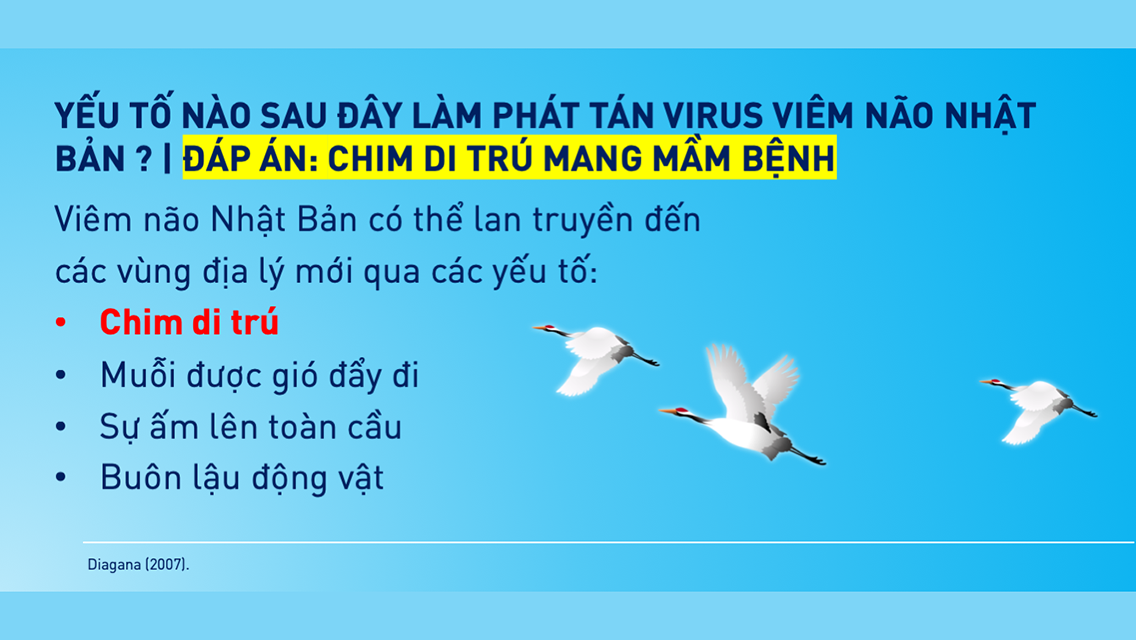 YẾU TỐ NÀO SAU ĐÂY LÀM PHÁT TÁN VIRUS VIÊM NÃO NHẬT
BẢN ? | ĐÁP ÁN: CHIM DI TRÚ MANG MẦM BỆNH
Viêm não Nhật Bản có thể lan truyền đến
các vùng địa lý mới qua các yếu tố:
• Chim di trú
• Muỗi được gió đẩy đi
• Sự ấm lên toàn cầu
• Buôn lậu động vật
Diagana (2007).